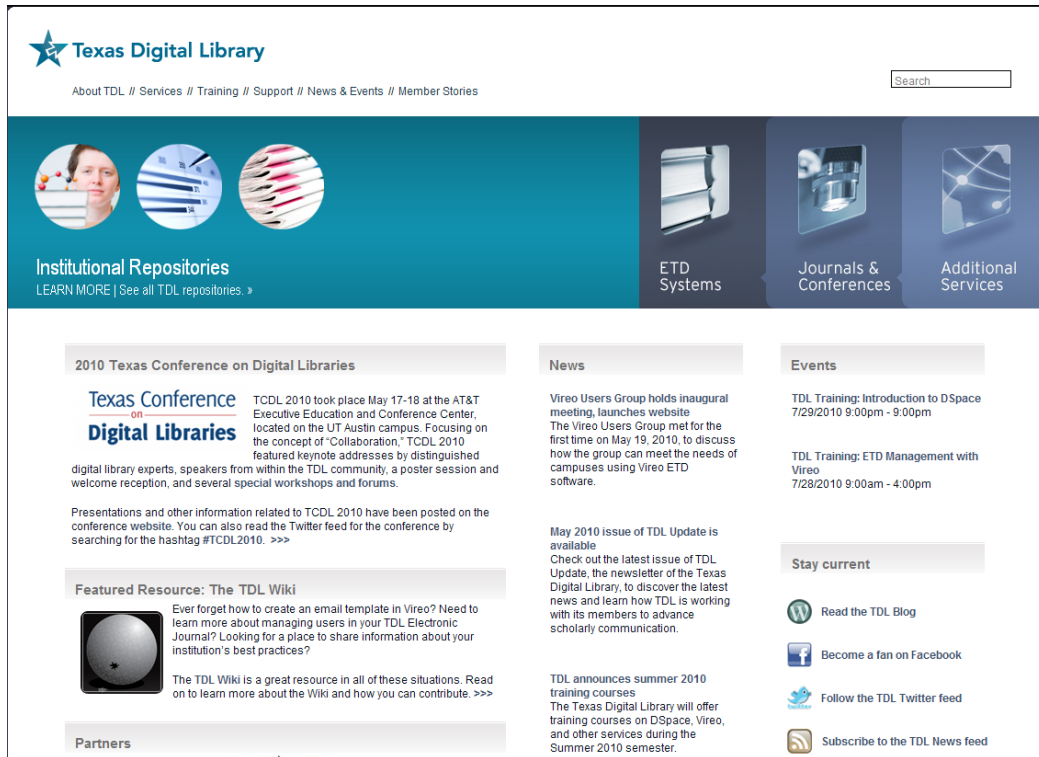 Texas Digital Library
About TDL // Services // Training // Support // News & Events // Member Stories
Search
Institutional Repositories
LEARN MORE | See all TDL repositories. »
ETD
Systems
Journals &
Conferences
Additional
Services
2010 Texas Conference on Digital Libraries
Texas Conference
on
Digital Libraries
TCDL 2010 took place May 17-18 at the AT&T
Executive Education and Conference Center,
located on the UT Austin campus. Focusing on
the concept of “Collaboration,” TCDL 2010
featured keynote addresses by distinguished
digital library experts, speakers from within the TDL community, a poster session and
welcome reception, and several special workshops and forums.
Presentations and other information related to TCDL 2010 have been posted on the
conference website. You can also read the Twitter feed for the conference by
searching for the hashtag #TCDL2010. >>>
Featured Resource: The TDL Wiki
Ever forget how to create an email template in Vireo? Need to
learn more about managing users in your TDL Electronic
Journal? Looking for a place to share information about your
institution’s best practices?
The TDL Wiki is a great resource in all of these situations. Read
on to learn more about the Wiki and how you can contribute. >>>
Partners
News
Vireo Users Group holds inaugural
meeting, launches website
The Vireo Users Group met for the
first time on May 19, 2010, to discuss
how the group can meet the needs of
campuses using Vireo ETD
software.
May 2010 issue of TDL Update is
available
Check out the latest issue of TDL
Update, the newsletter of the Texas
Digital Library, to discover the latest
news and learn how TDL is working
with its members to advance
scholarly communication.
TDL announces summer 2010
training courses
The Texas Digital Library will offer
training courses on DSpace, Vireo,
and other services during the
Summer 2010 semester.
Events
TDL Training: Introduction to DSpace
7/29/2010 9:00pm - 9:00pm
TDL Training: ETD Management with
Vireo
7/28/2010 9:00am - 4:00pm
Stay current
Read the TDL Blog
Become a fan on Facebook
Follow the TDL Twitter feed
Subscribe to the TDL News feed